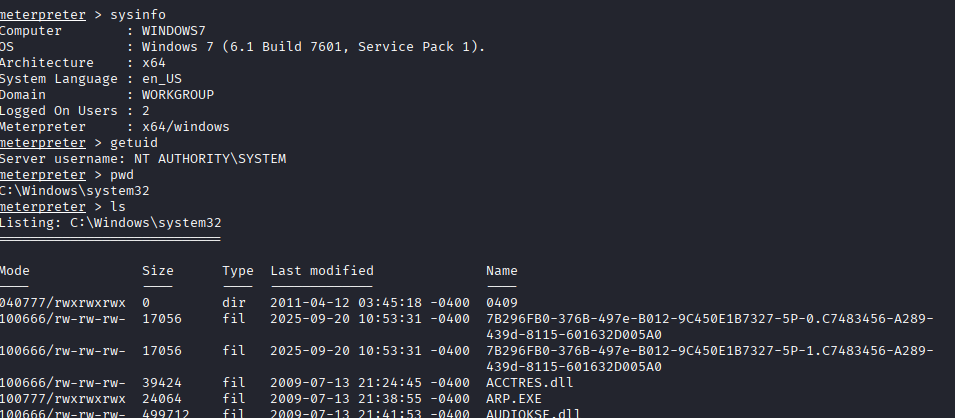 meterpreter > sysinfo
Computer        : WINDOWS7
OS              : Windows 7 (6.1 Build 7601, Service Pack 1).
Architecture    : x64
System Language : en_US
Domain          : WORKGROUP
Logged On Users : 2
Meterpreter     : x64/windows
meterpreter > getuid
Server username: NT AUTHORITY\SYSTEM
meterpreter > pwd
C:\Windows\system32
meterpreter > ls
Listing: C:\Windows\system32
============================
Mode              Size      Type  Last modified              Name
----              ----      ----  -------------              ----
040777/rwxrwxrwx  0         dir   2011-04-12 03:45:18 -0400  0409
100666/rw-rw-rw-  17056     fil   2025-09-20 10:53:31 -0400  7B296FB0-376B-497e-B012-9C450E1B7327-5P-0.C7483456-A289-
439d-8115-601632D005A0
100666/rw-rw-rw-  17056     fil   2025-09-20 10:53:31 -0400  7B296FB0-376B-497e-B012-9C450E1B7327-5P-1.C7483456-A289-
439d-8115-601632D005A0
100666/rw-rw-rw-  39424     fil   2009-07-13 21:24:45 -0400  ACCTRES.dll
100777/rwxrwxrwx  24064     fil   2009-07-13 21:38:55 -0400  ARP.EXE
100666/rw-rw-rw-  499712    fil   2009-07-13 21:41:53 -0400  AUDIOKSE.dll